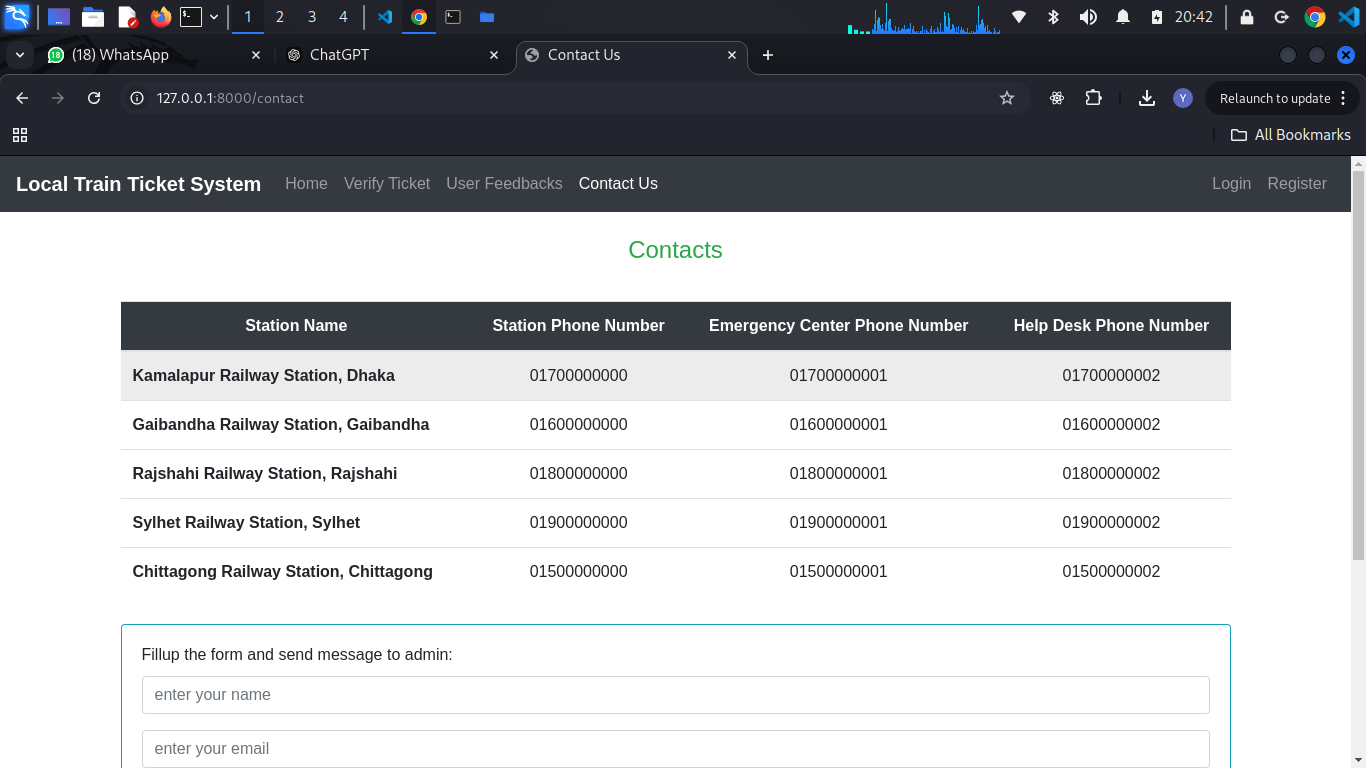 1 2 3 4 20:42
(18) WhatsApp ChatGPT Contact Us
127.0.0.1:8000/contact Y Relaunch to update
All Bookmarks
Local Train Ticket System Home Verify Ticket User Feedbacks Contact Us Login Register
Contacts
Station Name Station Phone Number Emergency Center Phone Number Help Desk Phone Number
Kamalapur Railway Station, Dhaka 01700000000 01700000001 01700000002
Gaibandha Railway Station, Gaibandha 01600000000 01600000001 01600000002
Rajshahi Railway Station, Rajshahi 01800000000 01800000001 01800000002
Sylhet Railway Station, Sylhet 01900000000 01900000001 01900000002
Chittagong Railway Station, Chittagong 01500000000 01500000001 01500000002
Fillup the form and send message to admin:
enter your name
enter your email